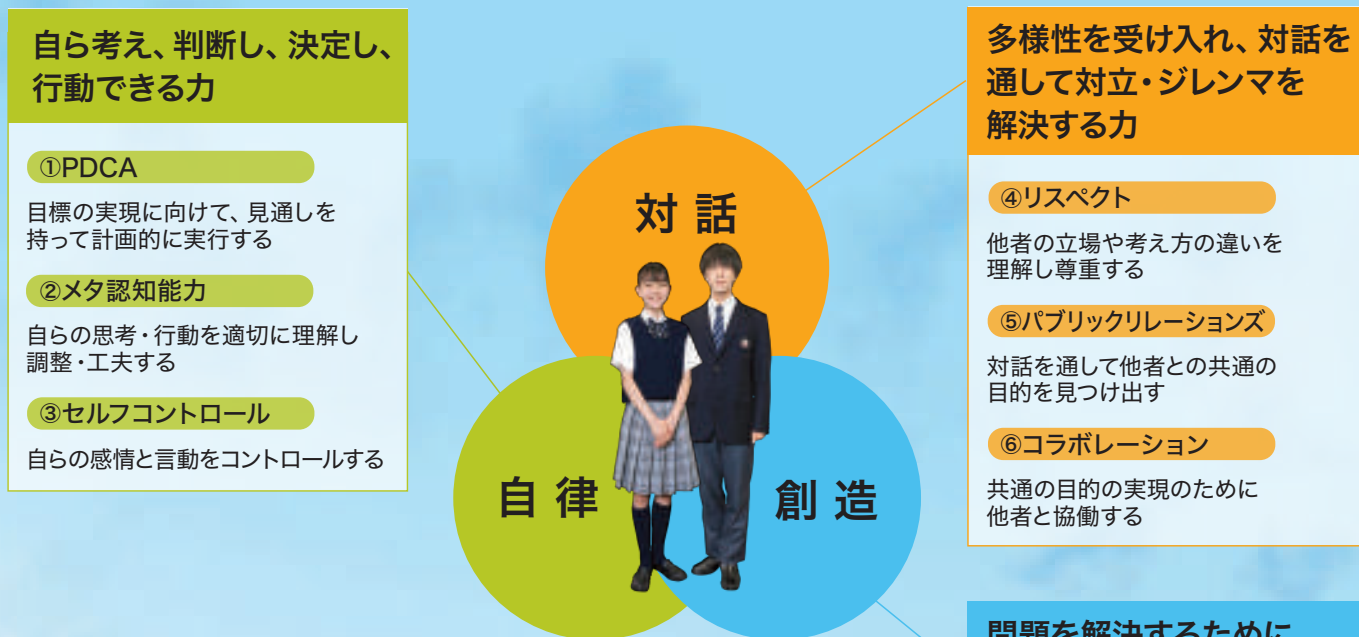 自ら考え、判断し、決定し、
行動できる力
①PDCA
目標の実現に向けて、見通しを
持って計画的に実行する
②メタ認知能力
自らの思考・行動を適切に理解し
調整・工夫する
③セルフコントロール
自らの感情と言動をコントロールする
対話
自律
創造
多様性を受け入れ、対話を
通して対立・ジレンマを
解決する力
④リスペクト
他者の立場や考え方の違いを
理解し尊重する
⑤パブリックリレーションズ
対話を通して他者との共通の
目的を見つけ出す
⑥コラボレーション
共通の目的の実現のために
他者と協働する
問題を解決するために